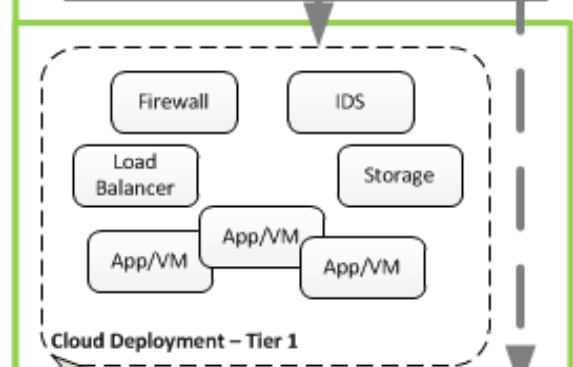 Firewall
IDS
Load
Balancer
Storage
App/VM
App/VM
App/VM
Cloud Deployment – Tier 1